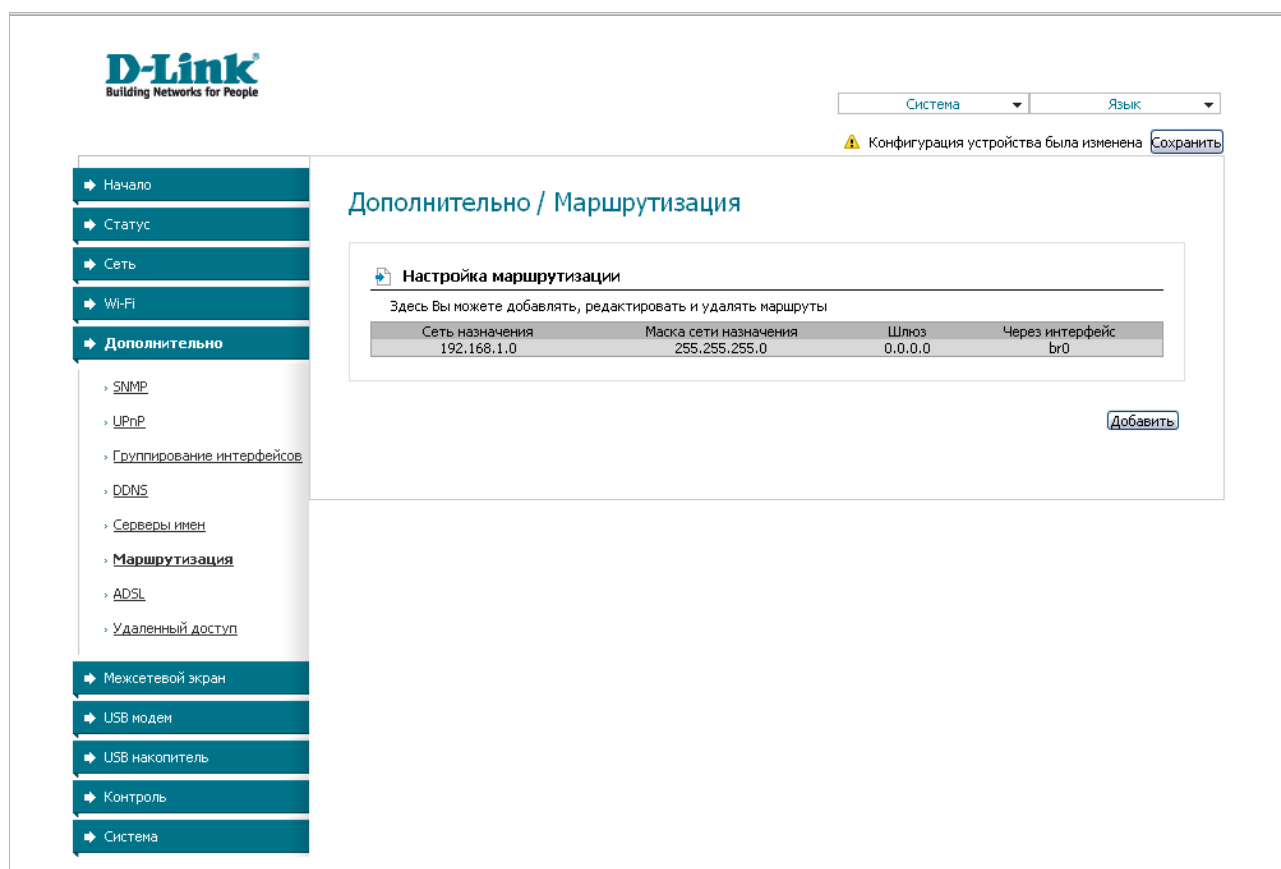 D-Link
Building Networks for People
Система Язык
Конфигурация устройства была изменена Сохранить
Начало
Статус
Сеть
Wi-Fi
Дополнительно
SNMP
UPnP
Группирование интерфейсов
DDNS
Серверы имен
Маршрутизация
ADSL
Удаленный доступ
Межсетевой экран
USB модем
USB накопитель
Контроль
Система
Дополнительно / Маршрутизация
Настройка маршрутизации
Здесь Вы можете добавлять, редактировать и удалять маршруты
Сеть назначения Маска сети назначения Шлюз Через интерфейс
192.168.1.0 255.255.255.0 0.0.0.0 br0
Добавить